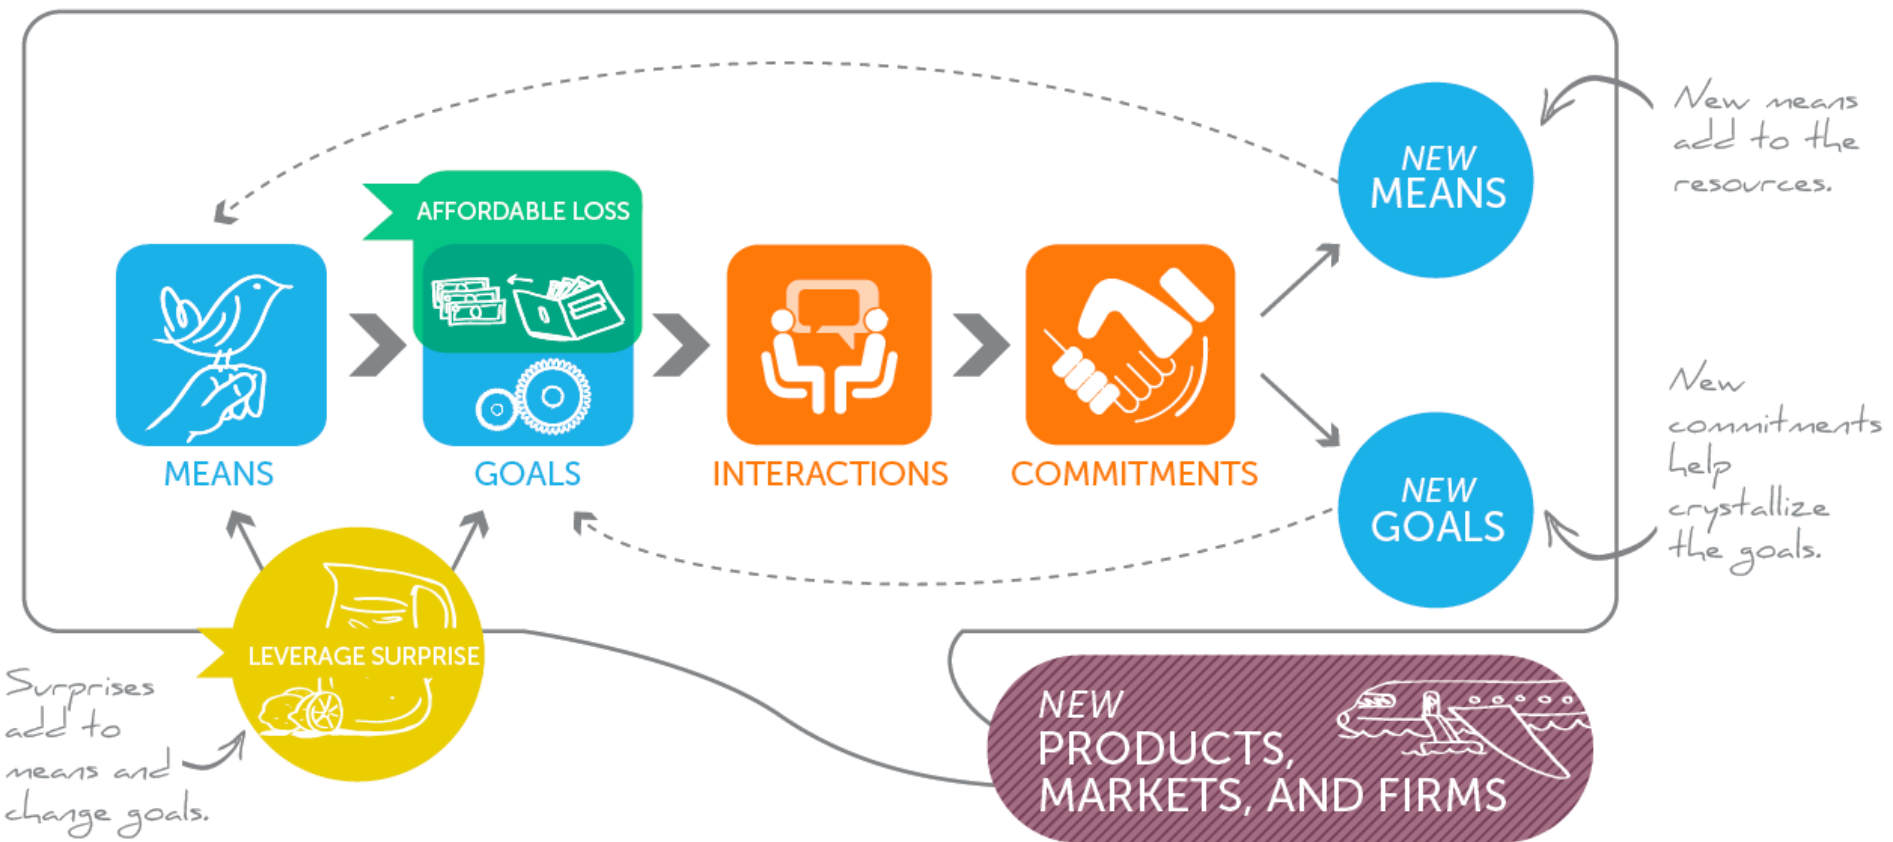 NEW
MEANS
New means
add to the
resources.
AFFORDABLE LOSS
MEANS
GOALS
INTERACTIONS
COMMITMENTS
NEW
GOALS
New
commitments
help
crystallize
the goals.
LEVERAGE SURPRISE
Surprises
add to
means and
change goals.
NEW
PRODUCTS,
MARKETS, AND FIRMS